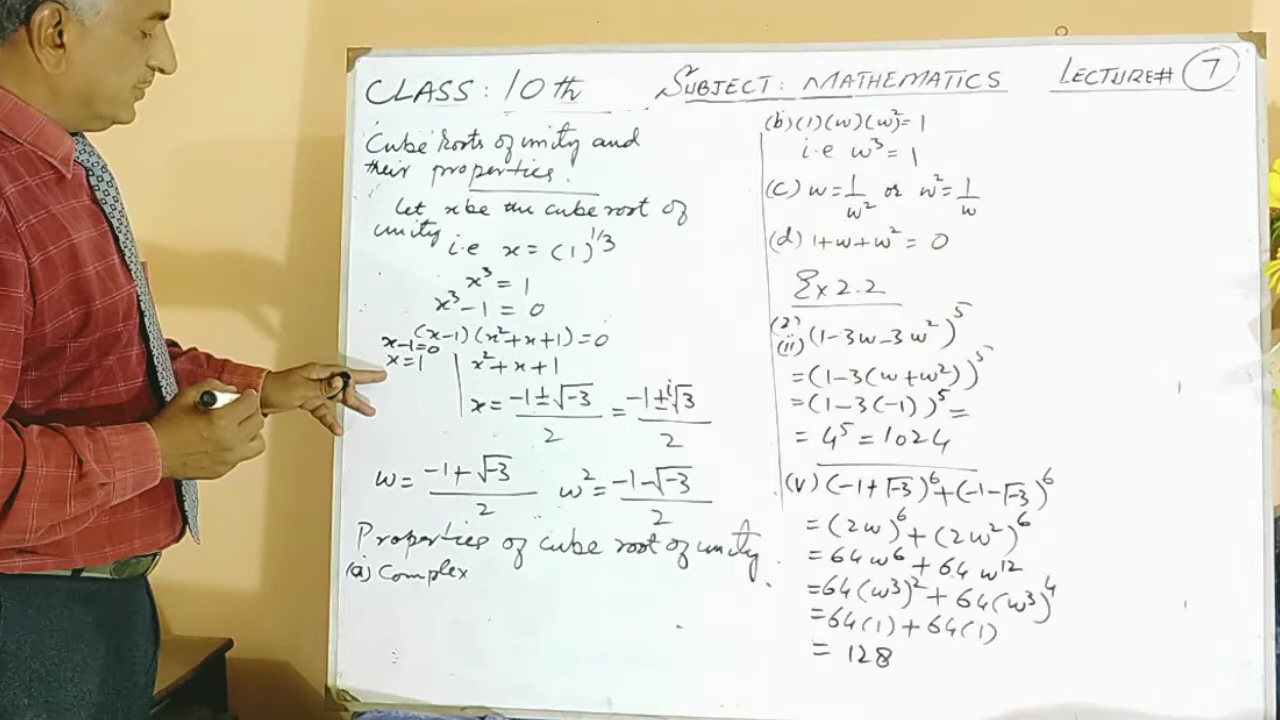 CLASS: 10th SUBJECT: MATHEMATICS LECTURE# 7
Cube roots of unity and
their properties.
Let x be the cube root of
unity i.e x = (1)^1/3
x³ = 1
x³ - 1 = 0
(x-1)(x²+x+1)=0
x-1=0
x=1 | x²+x+1
x = (-1±√-3)/2 = (-1±i√3)/2
w = (-1+√-3)/2 w² = (-1-√-3)/2
Properties of cube root of unity
(a) Complex
(b) (1)(w)(w²)=1
i.e w³ = 1
(c) w = 1/w² or w² = 1/w
(d) 1+w+w² = 0
Ex 2.2
(2)
(ii) (1-3w-3w²)⁵
=(1-3(w+w²))⁵
=(1-3(-1))⁵ =
= 4⁵ = 1024
(v) (-1+√-3)⁶+(-1-√-3)⁶
=(2w)⁶+(2w²)⁶
=64w⁶+64w¹²
=64(w³)²+64(w³)⁴
=64(1)+64(1)
= 128